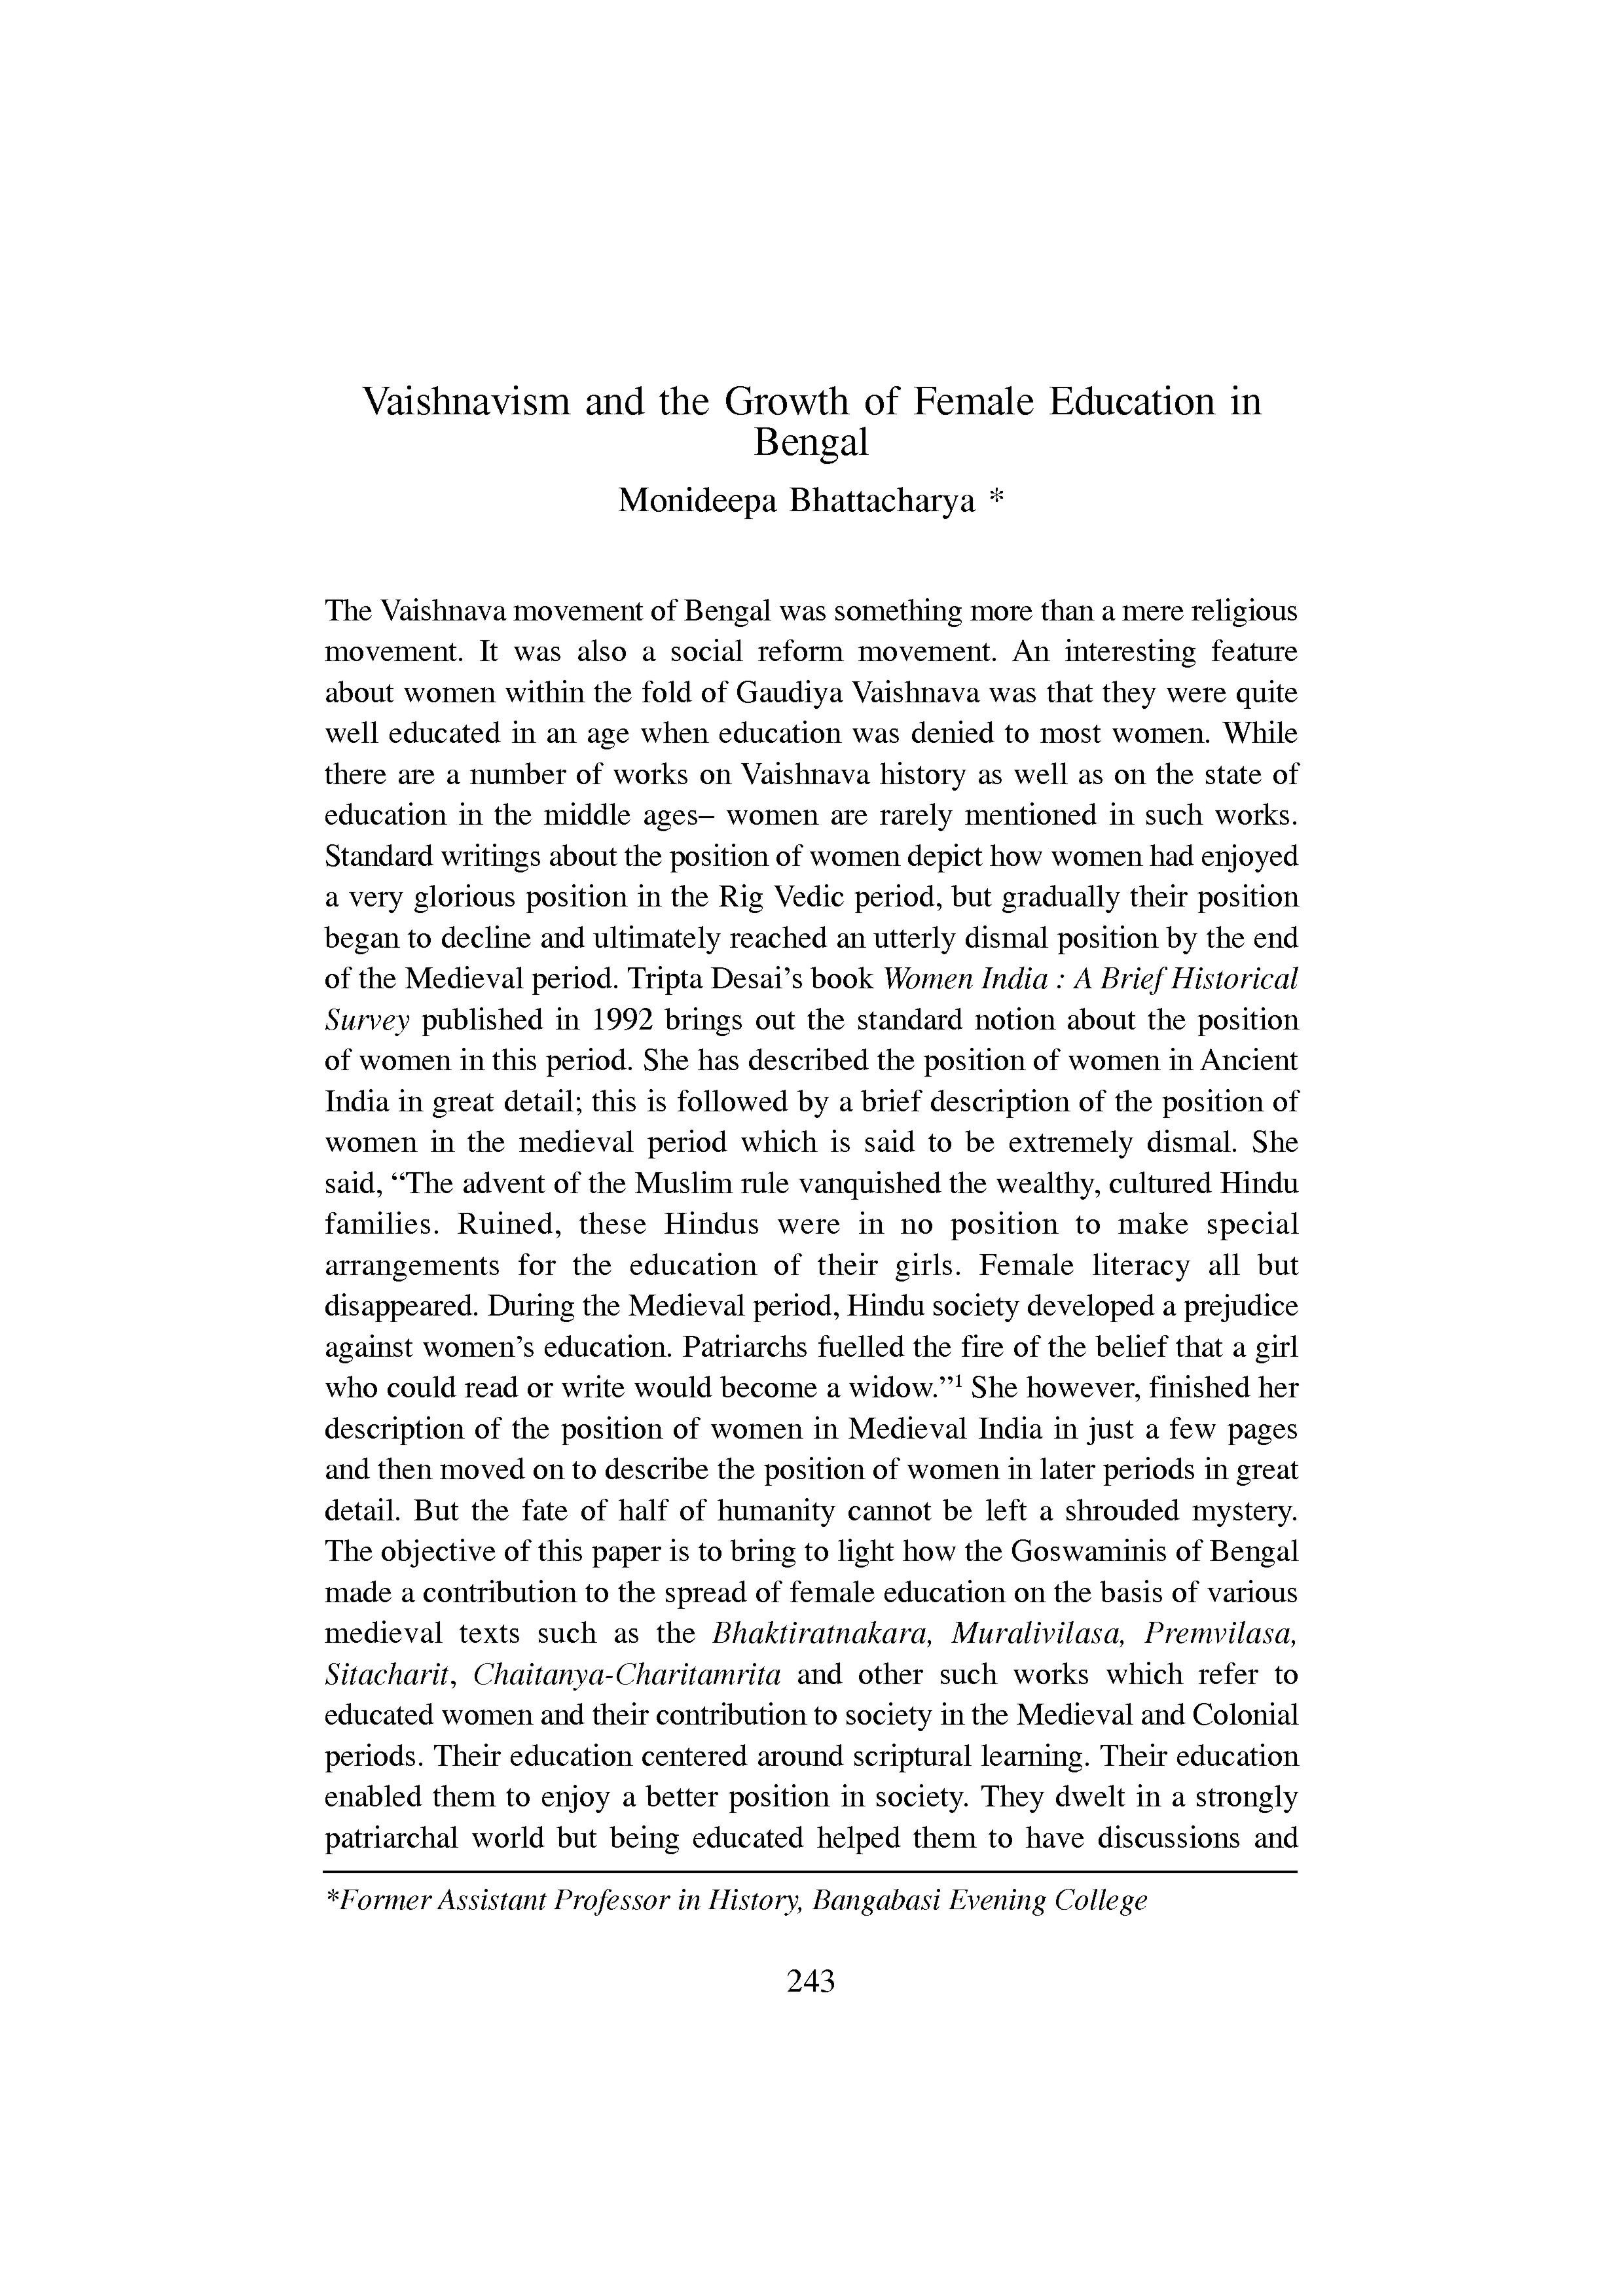 Vaishnavism and the Growth of Female Education in
Bengal
Monideepa Bhattacharya *
The Vaishnava movement of Bengal was something more than a mere religious
movement. It was also a social reform movement. An interesting feature
about women within the fold of Gaudiya Vaishnava was that they were quite
well educated in an age when education was denied to most women. While
there are a number of works on Vaishnava history as well as on the state of
education in the middle ages– women are rarely mentioned in such works.
Standard writings about the position of women depict how women had enjoyed
a very glorious position in the Rig Vedic period, but gradually their position
began to decline and ultimately reached an utterly dismal position by the end
of the Medieval period. Tripta Desai’s book Women India : A Brief Historical
Survey published in 1992 brings out the standard notion about the position
of women in this period. She has described the position of women in Ancient
India in great detail; this is followed by a brief description of the position of
women in the medieval period which is said to be extremely dismal. She
said, “The advent of the Muslim rule vanquished the wealthy, cultured Hindu
families. Ruined, these Hindus were in no position to make special
arrangements for the education of their girls. Female literacy all but
disappeared. During the Medieval period, Hindu society developed a prejudice
against women’s education. Patriarchs fuelled the fire of the belief that a girl
who could read or write would become a widow.”¹ She however, finished her
description of the position of women in Medieval India in just a few pages
and then moved on to describe the position of women in later periods in great
detail. But the fate of half of humanity cannot be left a shrouded mystery.
The objective of this paper is to bring to light how the Goswaminis of Bengal
made a contribution to the spread of female education on the basis of various
medieval texts such as the Bhaktiratnakara, Muralivilasa, Premvilasa,
Sitacharit, Chaitanya-Charitamrita and other such works which refer to
educated women and their contribution to society in the Medieval and Colonial
periods. Their education centered around scriptural learning. Their education
enabled them to enjoy a better position in society. They dwelt in a strongly
patriarchal world but being educated helped them to have discussions and
*Former Assistant Professor in History, Bangabasi Evening College
243